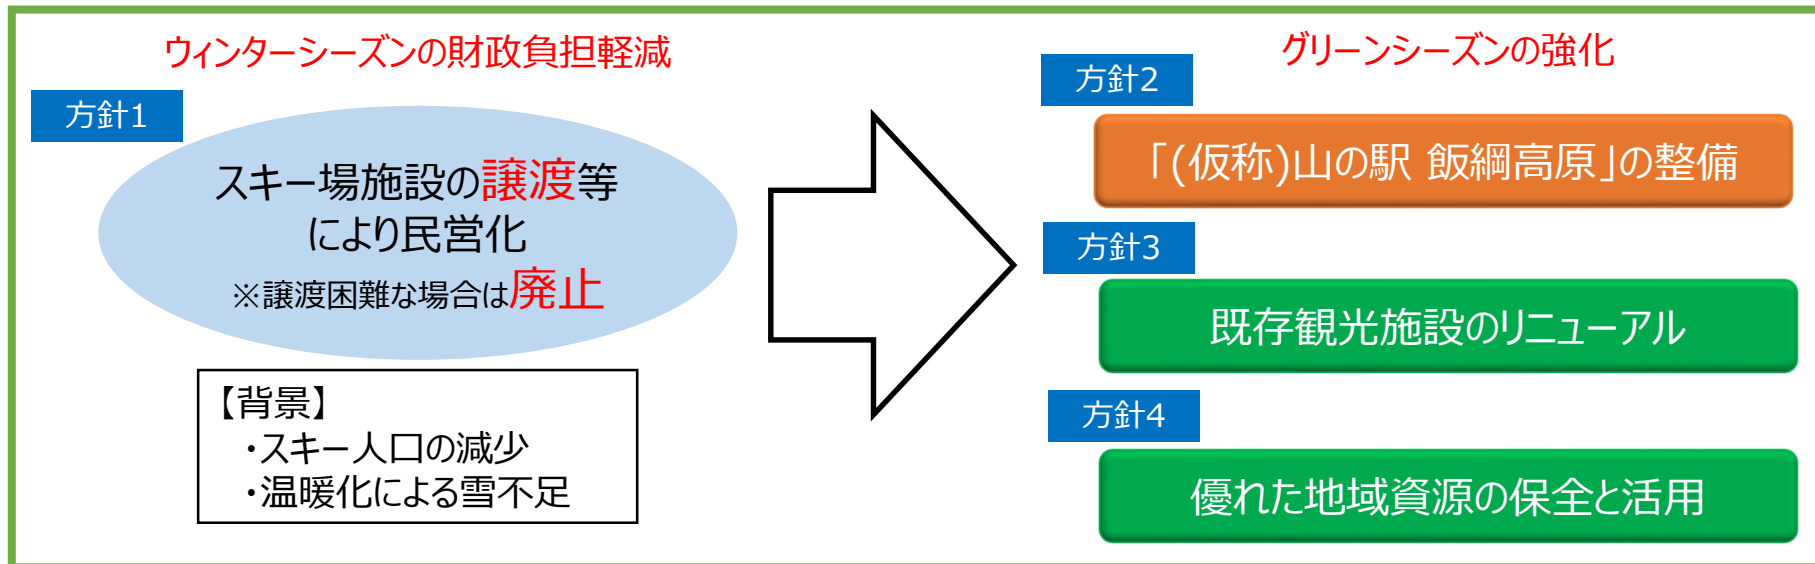 ウィンターシーズンの財政負担軽減
方針1
スキー場施設の譲渡等
により民営化
※譲渡困難な場合は廃止
【背景】
・スキー人口の減少
・温暖化による雪不足
グリーンシーズンの強化
方針2
「(仮称)山の駅 飯綱高原」の整備
方針3
既存観光施設のリニューアル
方針4
優れた地域資源の保全と活用